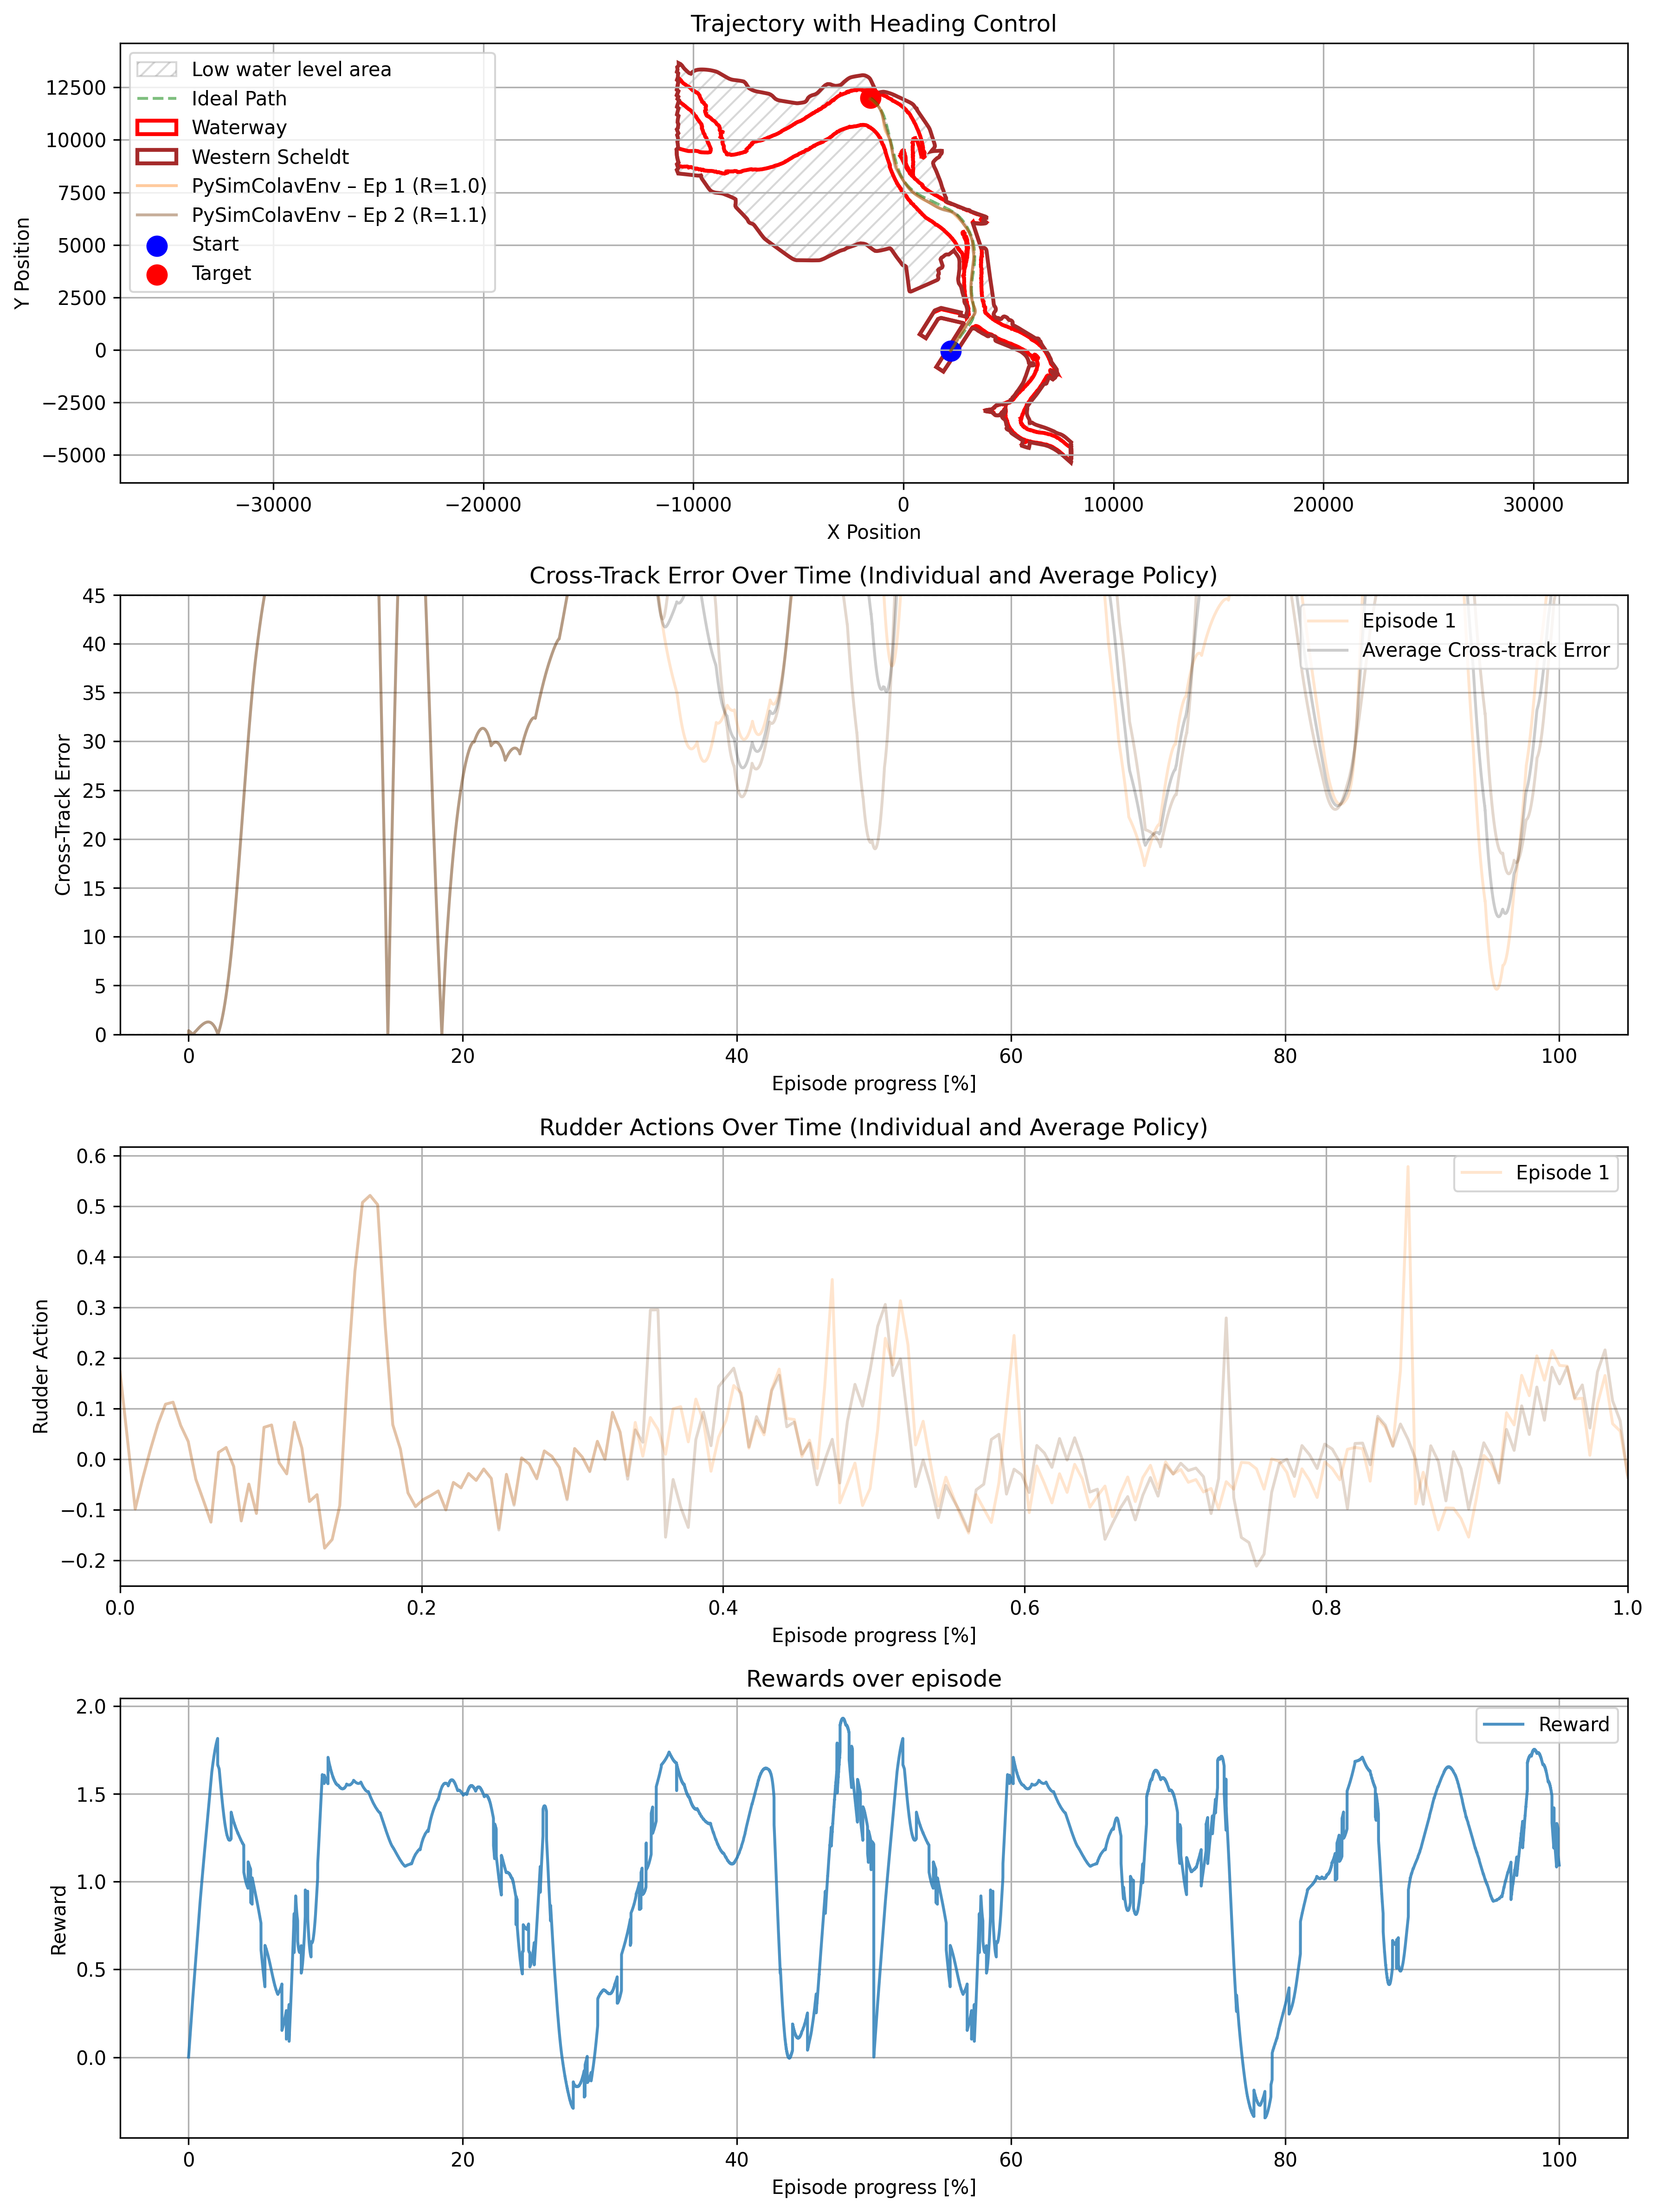 Trajectory with Heading Control
Low water level area
Ideal Path
Waterway
Western Scheldt
PySimColavEnv – Ep 1 (R=1.0)
PySimColavEnv – Ep 2 (R=1.1)
Start
Target
Y Position
12500
10000
7500
5000
2500
0
−2500
−5000
−30000
−20000
−10000
0
10000
20000
30000
X Position
Cross-Track Error Over Time (Individual and Average Policy)
Episode 1
Average Cross-track Error
Cross-Track Error
45
40
35
30
25
20
15
10
5
0
0
20
40
60
80
100
Episode progress [%]
Rudder Actions Over Time (Individual and Average Policy)
Episode 1
Rudder Action
0.6
0.5
0.4
0.3
0.2
0.1
0.0
−0.1
−0.2
0.0
0.2
0.4
0.6
0.8
1.0
Episode progress [%]
Rewards over episode
Reward
Reward
2.0
1.5
1.0
0.5
0.0
0
20
40
60
80
100
Episode progress [%]